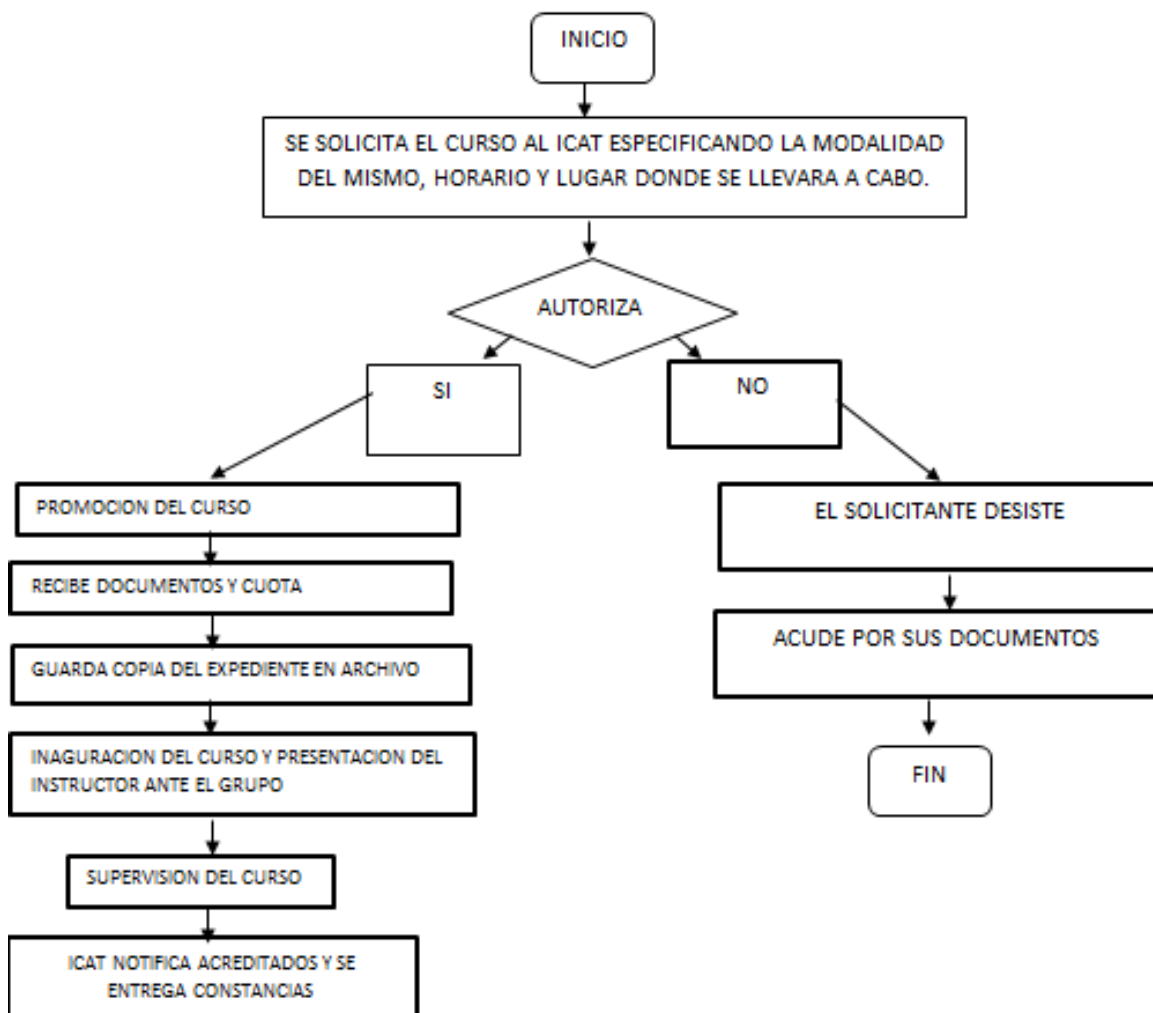 INICIO
SE SOLICITA EL CURSO AL ICAT ESPECIFICANDO LA MODALIDAD
DEL MISMO, HORARIO Y LUGAR DONDE SE LLEVARA A CABO.
AUTORIZA
SI
NO
PROMOCION DEL CURSO
RECIBE DOCUMENTOS Y CUOTA
GUARDA COPIA DEL EXPEDIENTE EN ARCHIVO
INAGURACION DEL CURSO Y PRESENTACION DEL
INSTRUCTOR ANTE EL GRUPO
SUPERVISION DEL CURSO
ICAT NOTIFICA ACREDITADOS Y SE
ENTREGA CONSTANCIAS
EL SOLICITANTE DESISTE
ACUDE POR SUS DOCUMENTOS
FIN